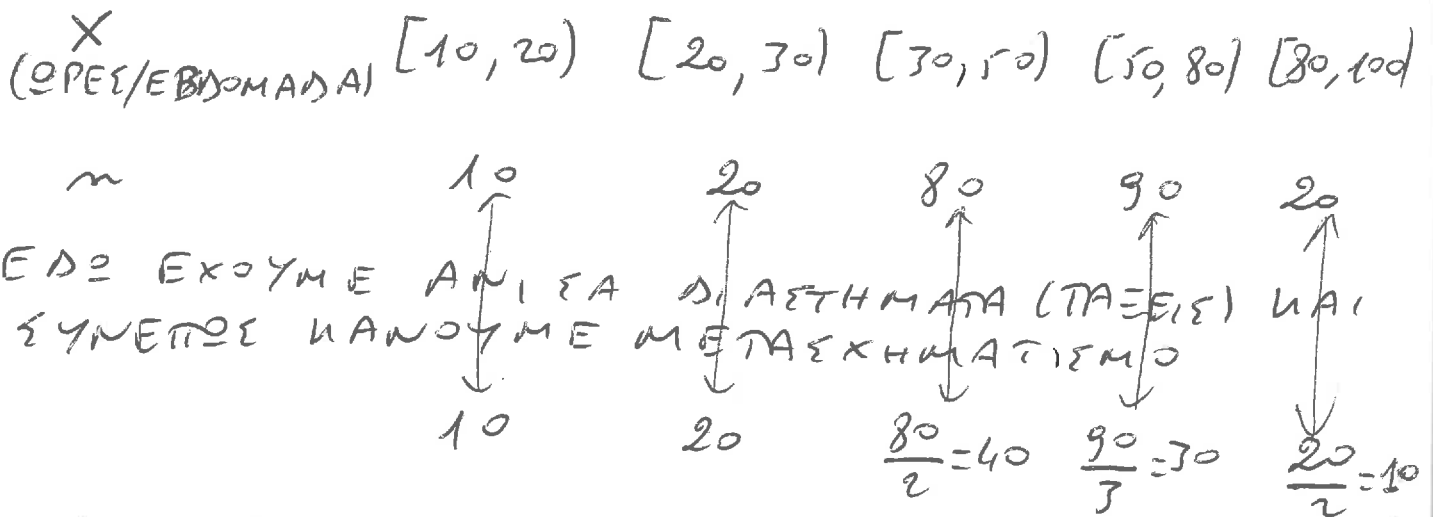 X [10, 20) [20, 30) [30, 50) [50, 80) [80, 100)
(ΩΡΕΣ/ΕΒΔΟΜΑΔΑ)
n 10 20 80 90 20
ΕΔΩ ΕΧΟΥΜΕ ΑΝΙΣΑ ΔΙΑΣΤΗΜΑΤΑ (ΤΑΞΕΙΣ) ΚΑΙ
ΣΥΝΕΠΩΣ ΚΑΝΟΥΜΕ ΜΕΤΑΣΧΗΜΑΤΙΣΜΟ
10 20 80/2=40 90/3=30 20/2=10